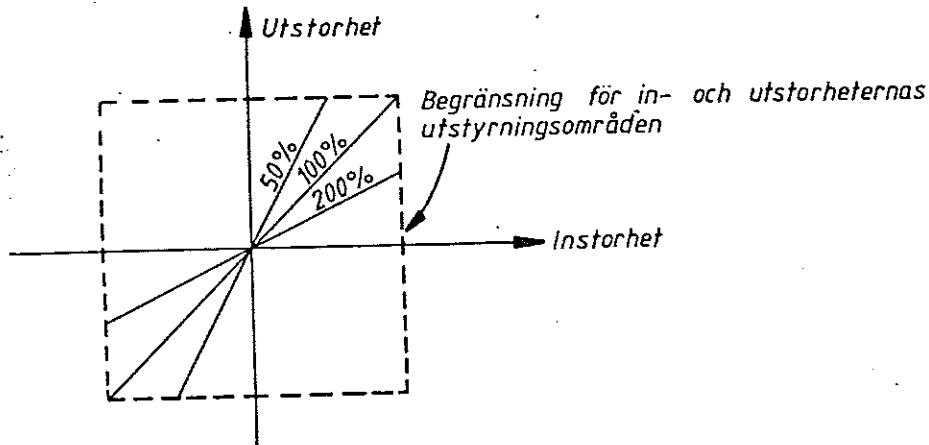 Utstorhet
Begränsning för in- och utstorheternas
utstyrningsområden
50%
100%
200%
Instorhet